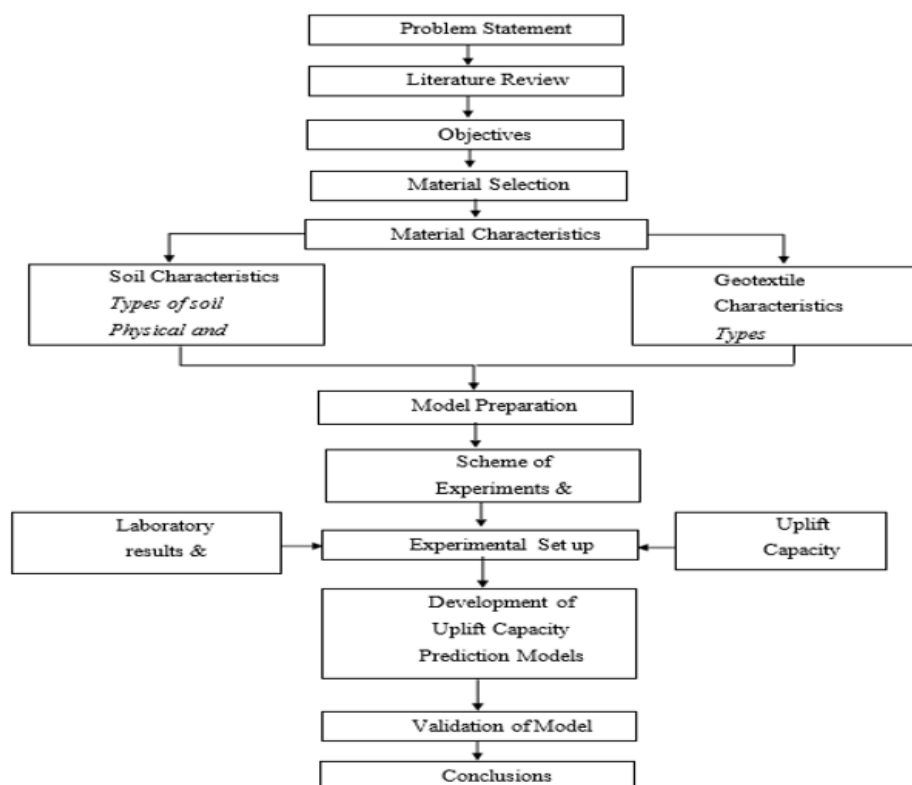 Problem Statement
Literature Review
Objectives
Material Selection
Material Characteristics
Soil Characteristics
Types of soil
Physical and
Geotextile
Characteristics
Types
Model Preparation
Scheme of
Experiments &
Laboratory
results &
Experimental Set up
Uplift
Capacity
Development of
Uplift Capacity
Prediction Models
Validation of Model
Conclusions